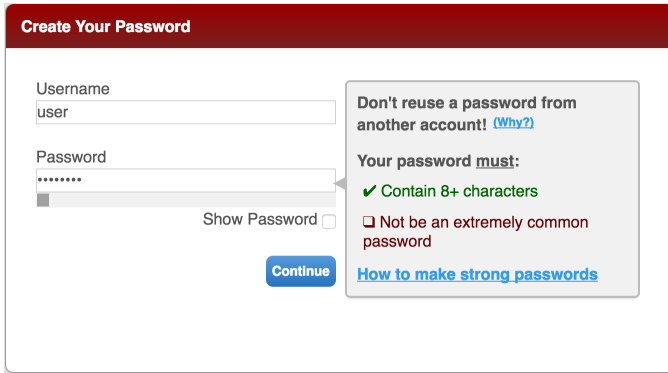 Create Your Password
Username
user
Password
••••••••
Show Password
Continue
Don't reuse a password from
another account! (Why?)
Your password must:
✔ Contain 8+ characters
❏ Not be an extremely common
password
How to make strong passwords